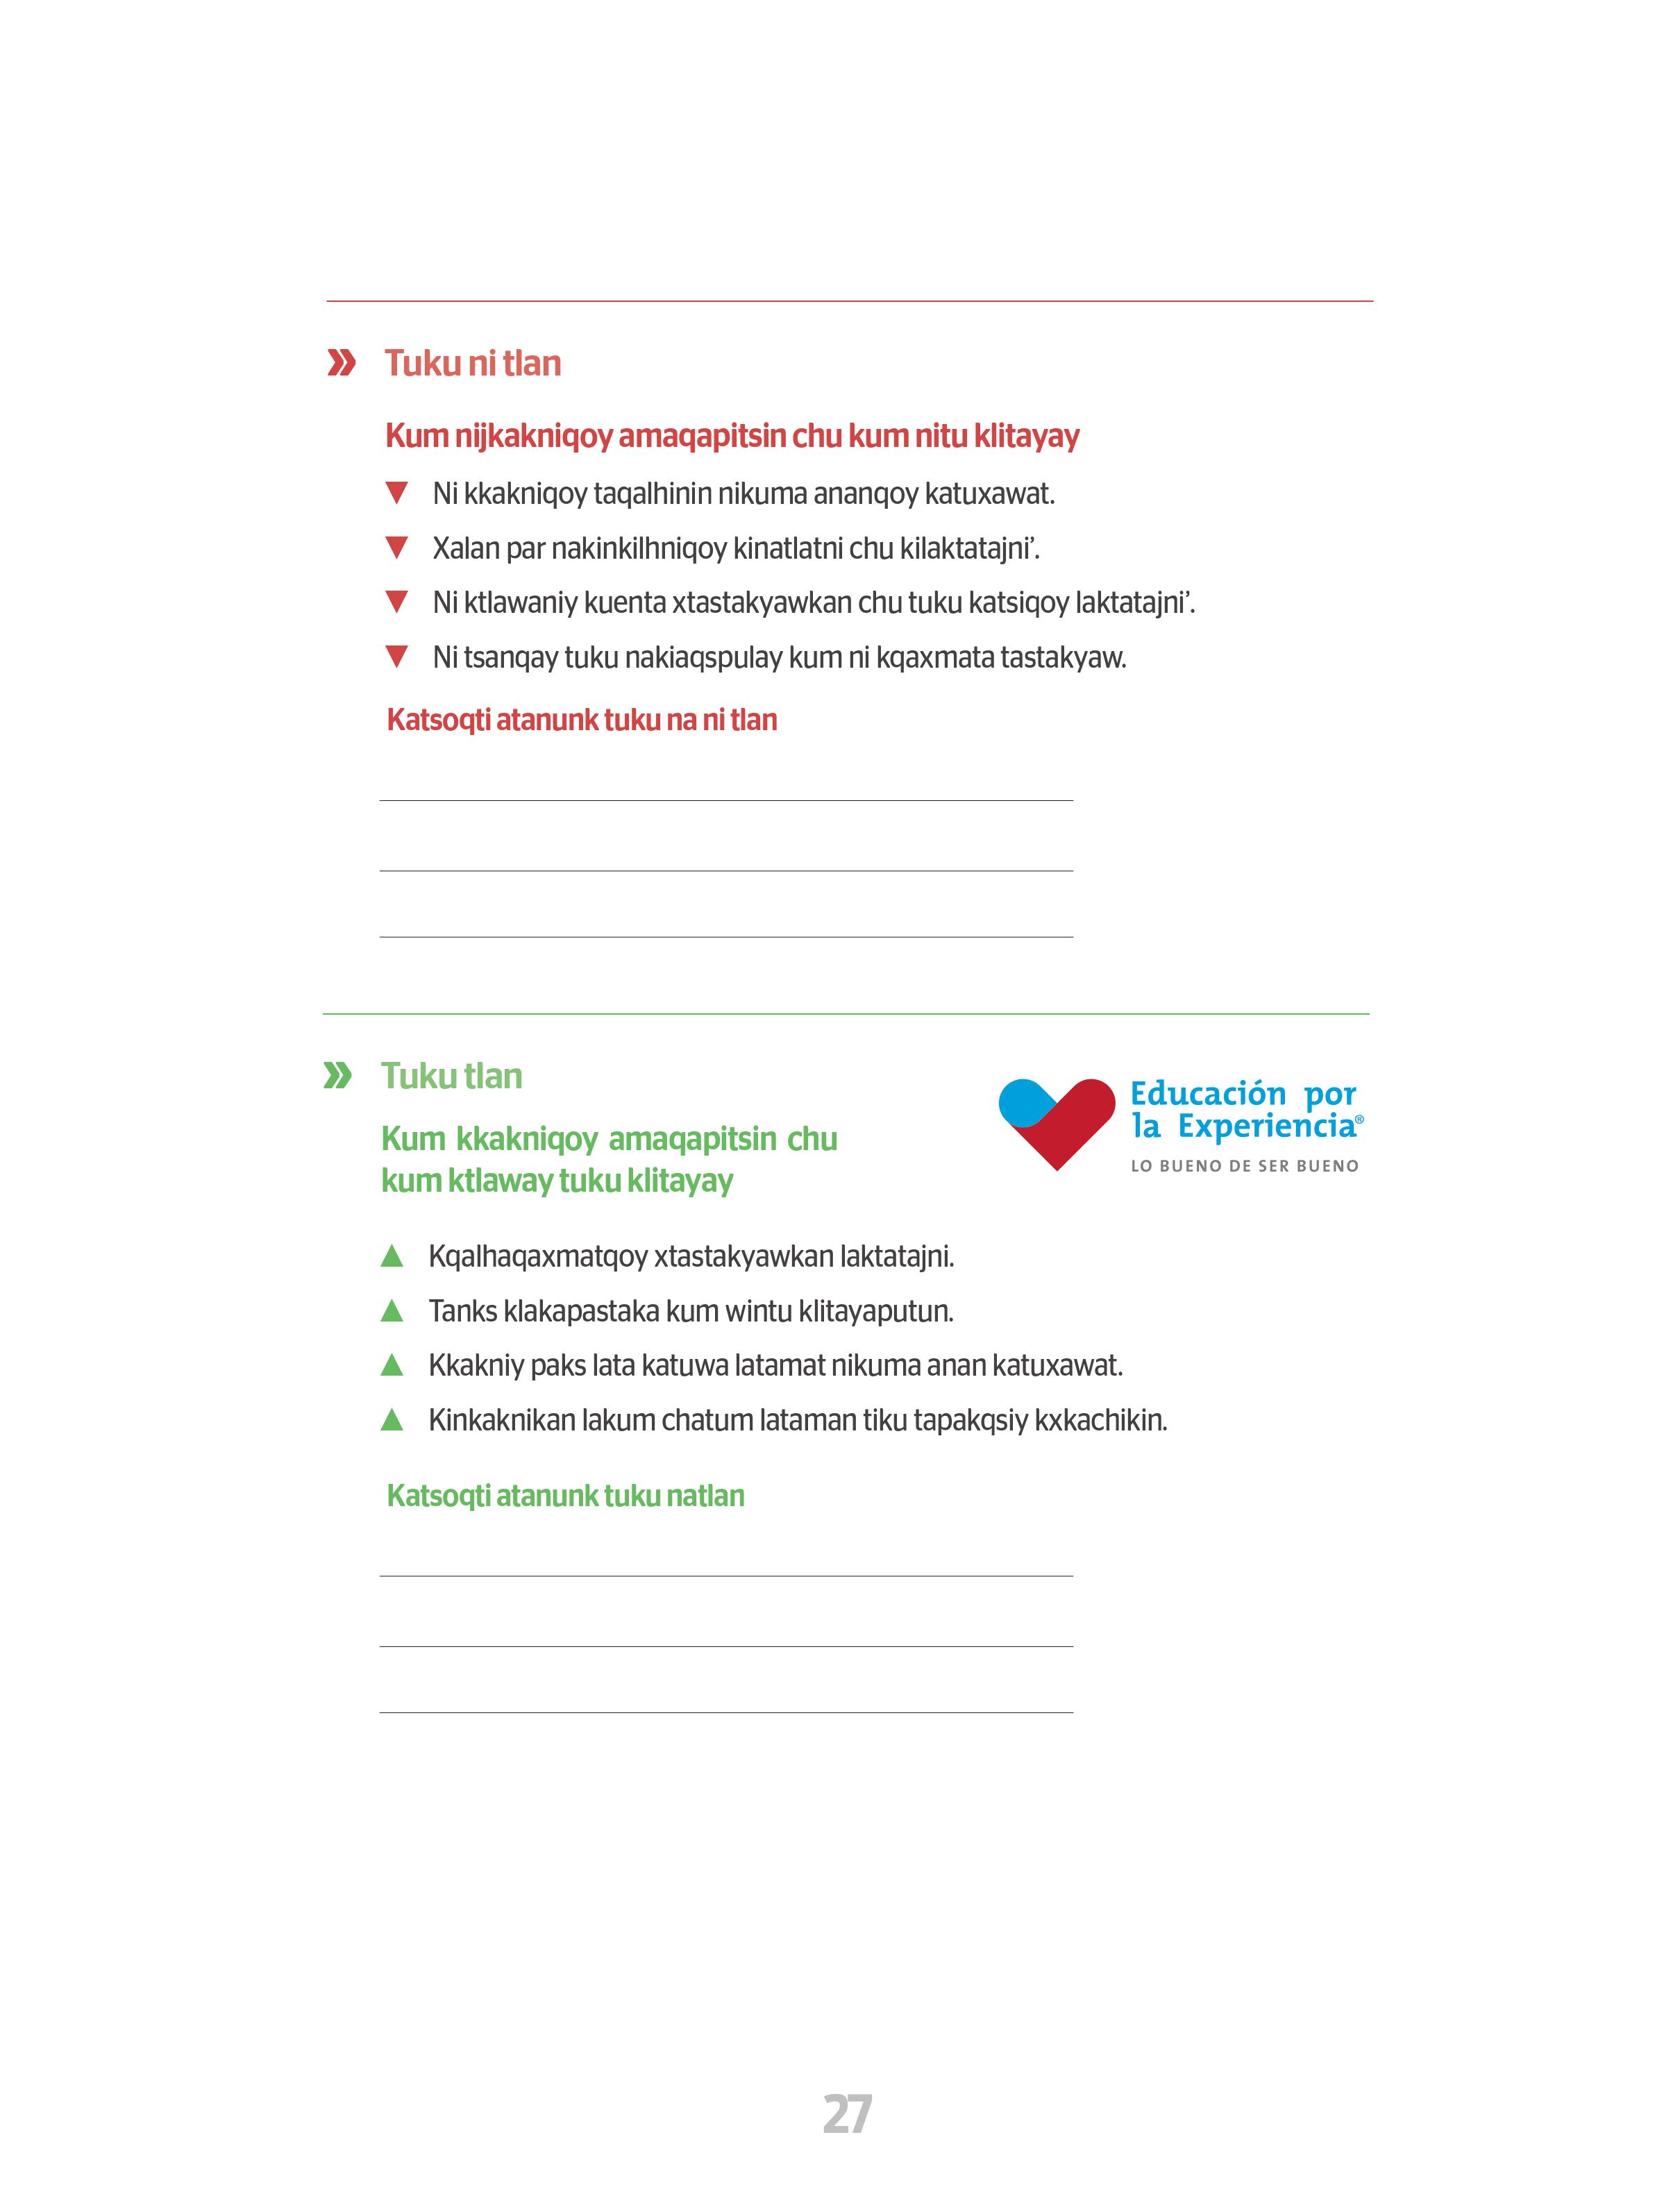 » Tuku ni tlan
Kum nijkakniqoy amaqapitsin chu kum nitu klitayay
▼ Ni kkakniqoy taqalhinin nikuma ananqoy katuxawat.
▼ Xalan par nakinkilhniqoy kinatlatni chu kilaktatajni’.
▼ Ni ktlawaniy kuenta xtastakyawkan chu tuku katsiqoy laktatajni’.
▼ Ni tsanqay tuku nakiaqspulay kum ni kqaxmata tastakyaw.
Katsoqti atanunk tuku na ni tlan
» Tuku tlan
Kum kkakniqoy amaqapitsin chu
kum ktlaway tuku klitayay
Educación por
la Experiencia®
LO BUENO DE SER BUENO
▲ Kqalhaqaxmatqoy xtastakyawkan laktatajni.
▲ Tanks klakapastaka kum wintu klitayaputun.
▲ Kkakniy paks lata katuwa latamat nikuma anan katuxawat.
▲ Kinkaknikan lakum chatum lataman tiku tapakqsiy kxkachikin.
Katsoqti atanunk tuku natlan
27